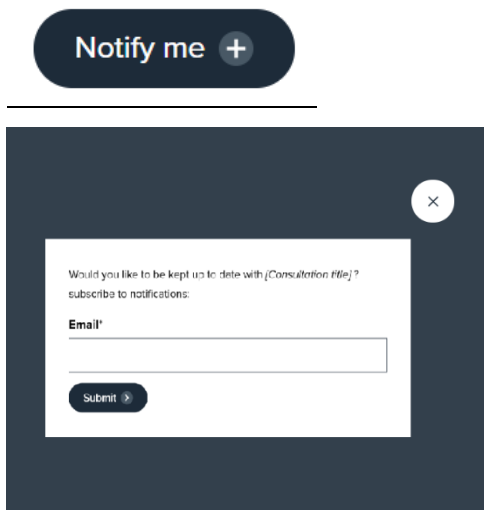 Notify me +
Would you like to be kept up to date with [Consultation title]?
subscribe to notifications:
Email*
Submit